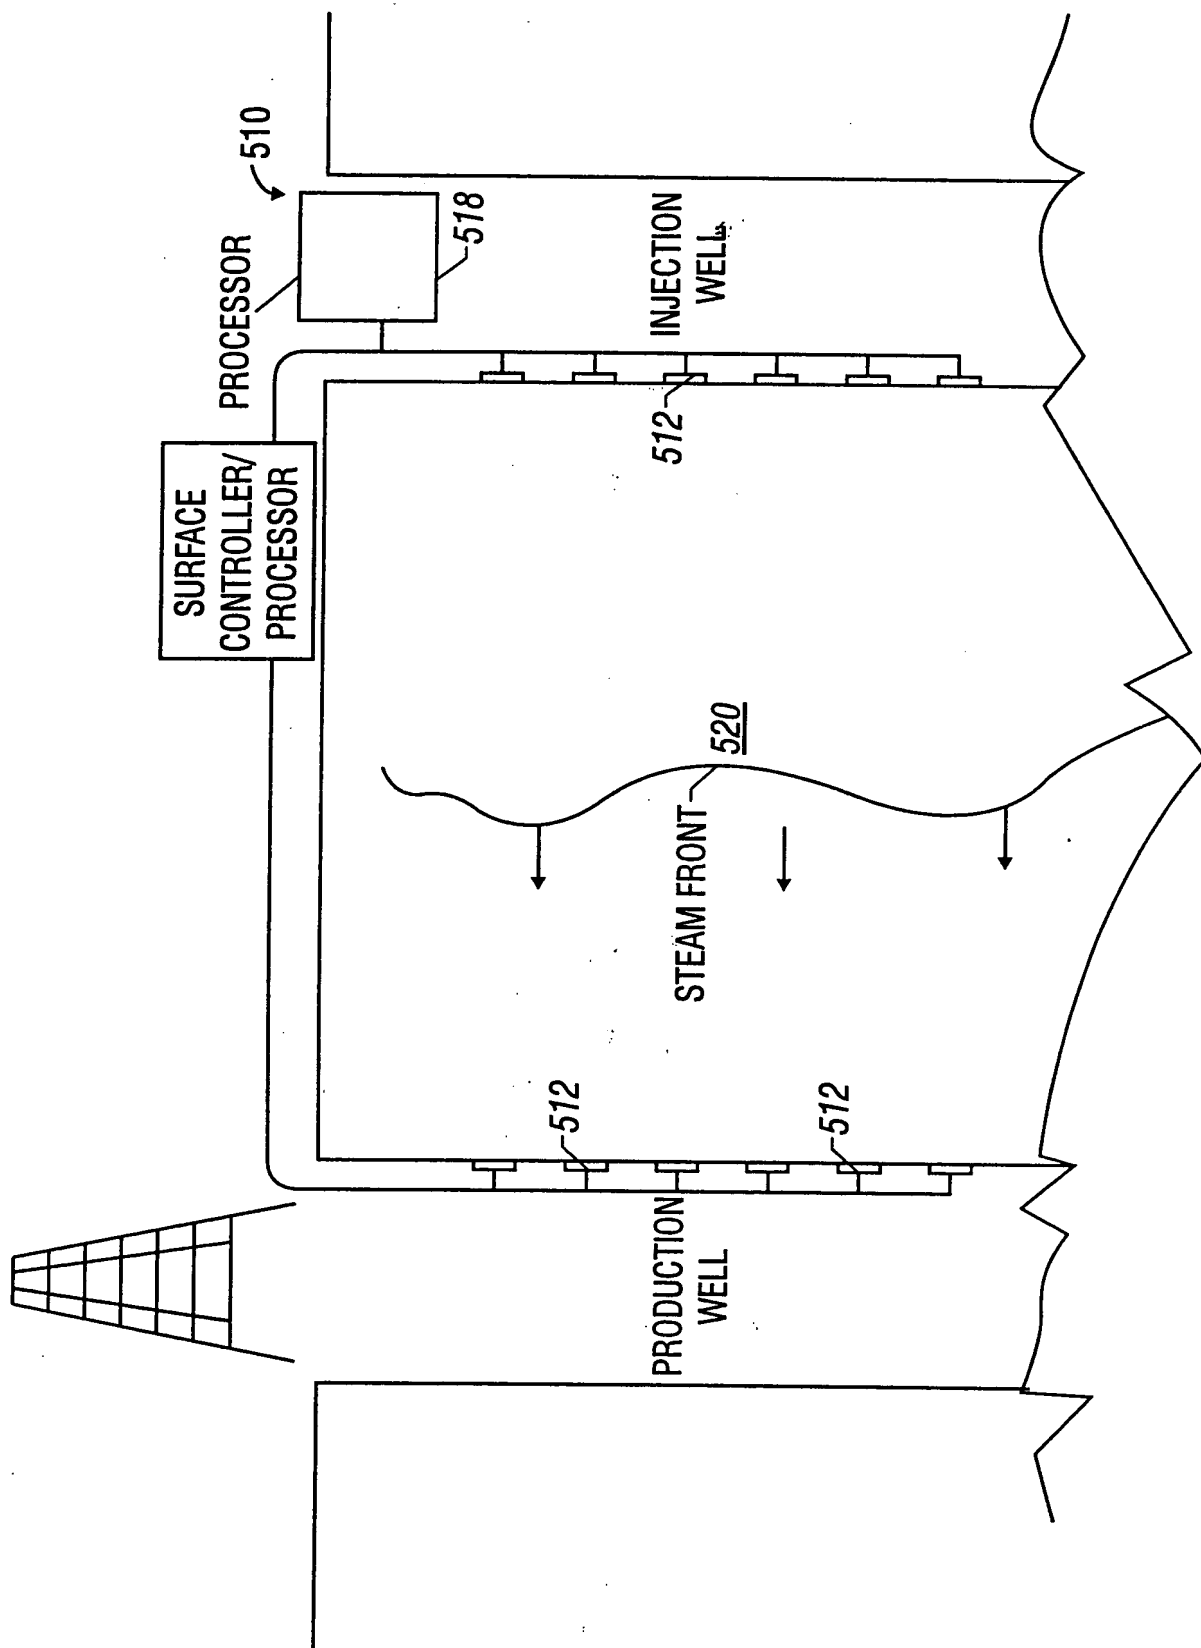 SURFACE
CONTROLLER/
PROCESSOR
PROCESSOR
510
518
PRODUCTION
WELL
512
512
STEAM FRONT
520
512
INJECTION
WELL